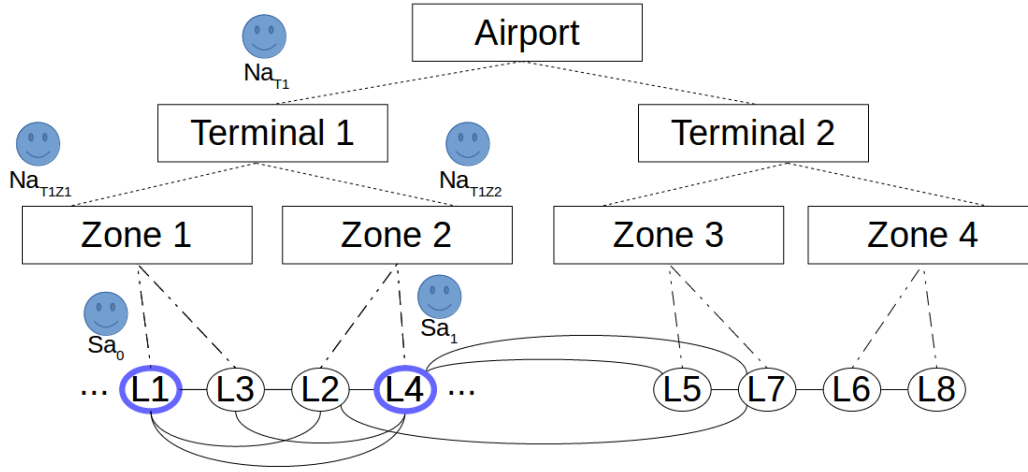 Airport
Na_T1
Terminal 1 Terminal 2
Na_T1Z1 Na_T1Z2
Zone 1 Zone 2 Zone 3 Zone 4
Sa_0 Sa_1
... L1 L3 L2 L4 ... L5 L7 L6 L8